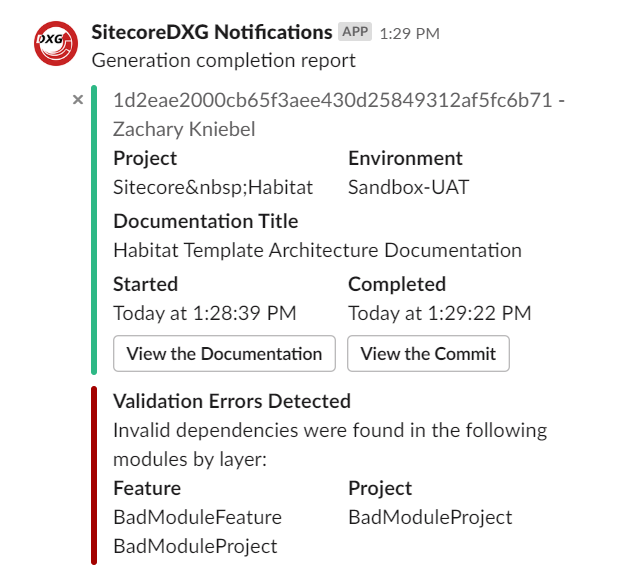 DXG
SitecoreDXG Notifications APP 1:29 PM
Generation completion report
× 1d2eae2000cb65f3aee430d25849312af5fc6b71 -
Zachary Kniebel
Project Environment
Sitecore&nbsp;Habitat Sandbox-UAT
Documentation Title
Habitat Template Architecture Documentation
Started Completed
Today at 1:28:39 PM Today at 1:29:22 PM
View the Documentation View the Commit
Validation Errors Detected
Invalid dependencies were found in the following
modules by layer:
Feature Project
BadModuleFeature BadModuleProject
BadModuleProject